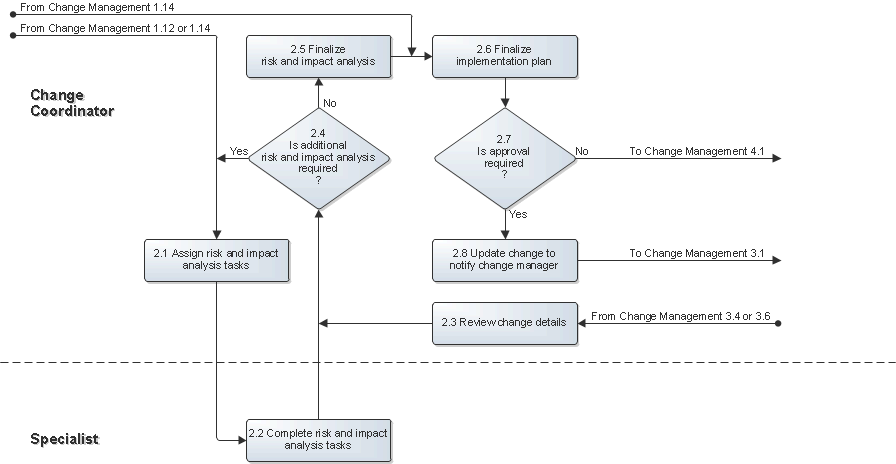 From Change Management 1.14
From Change Management 1.12 or 1.14
2.5 Finalize
risk and impact analysis
2.6 Finalize
implementation plan
Change
Coordinator
No
2.4
Is additional
risk and impact analysis
required
?
Yes
2.7
Is approval
required
?
No
To Change Management 4.1
Yes
2.1 Assign risk and impact
analysis tasks
2.8 Update change to
notify change manager
To Change Management 3.1
2.3 Review change details
From Change Management 3.4 or 3.6
Specialist
2.2 Complete risk and impact
analysis tasks